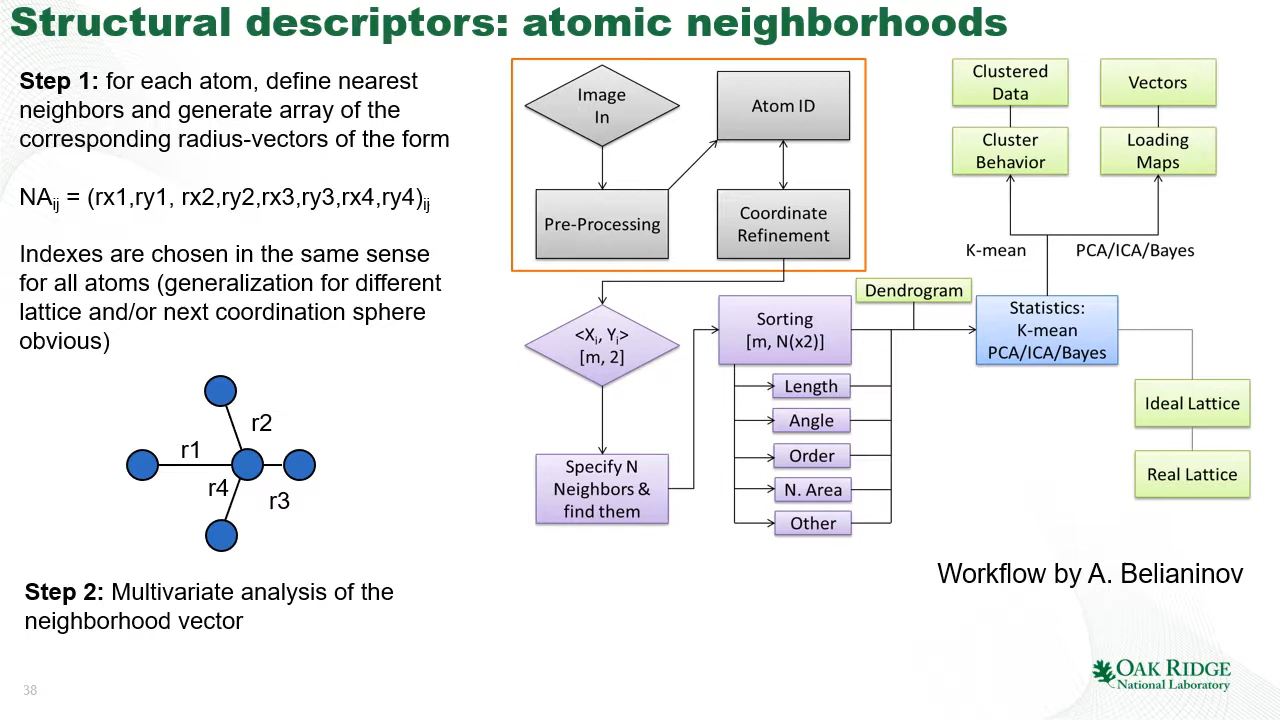 Structural descriptors: atomic neighborhoods
Step 1: for each atom, define nearest
neighbors and generate array of the
corresponding radius-vectors of the form
NAij = (rx1,ry1, rx2,ry2,rx3,ry3,rx4,ry4)ij
Indexes are chosen in the same sense
for all atoms (generalization for different
lattice and/or next coordination sphere
obvious)
r2
r1
r4
r3
Step 2: Multivariate analysis of the
neighborhood vector
Image
In
Atom ID
Pre-Processing
Coordinate
Refinement
<Xi, Yi>
[m, 2]
Specify N
Neighbors &
find them
Sorting
[m, N(x2)]
Length
Angle
Order
N. Area
Other
Dendrogram
Statistics:
K-mean
PCA/ICA/Bayes
K-mean
PCA/ICA/Bayes
Clustered
Data
Cluster
Behavior
Vectors
Loading
Maps
Ideal Lattice
Real Lattice
Workflow by A. Belianinov
38
OAK RIDGE
National Laboratory